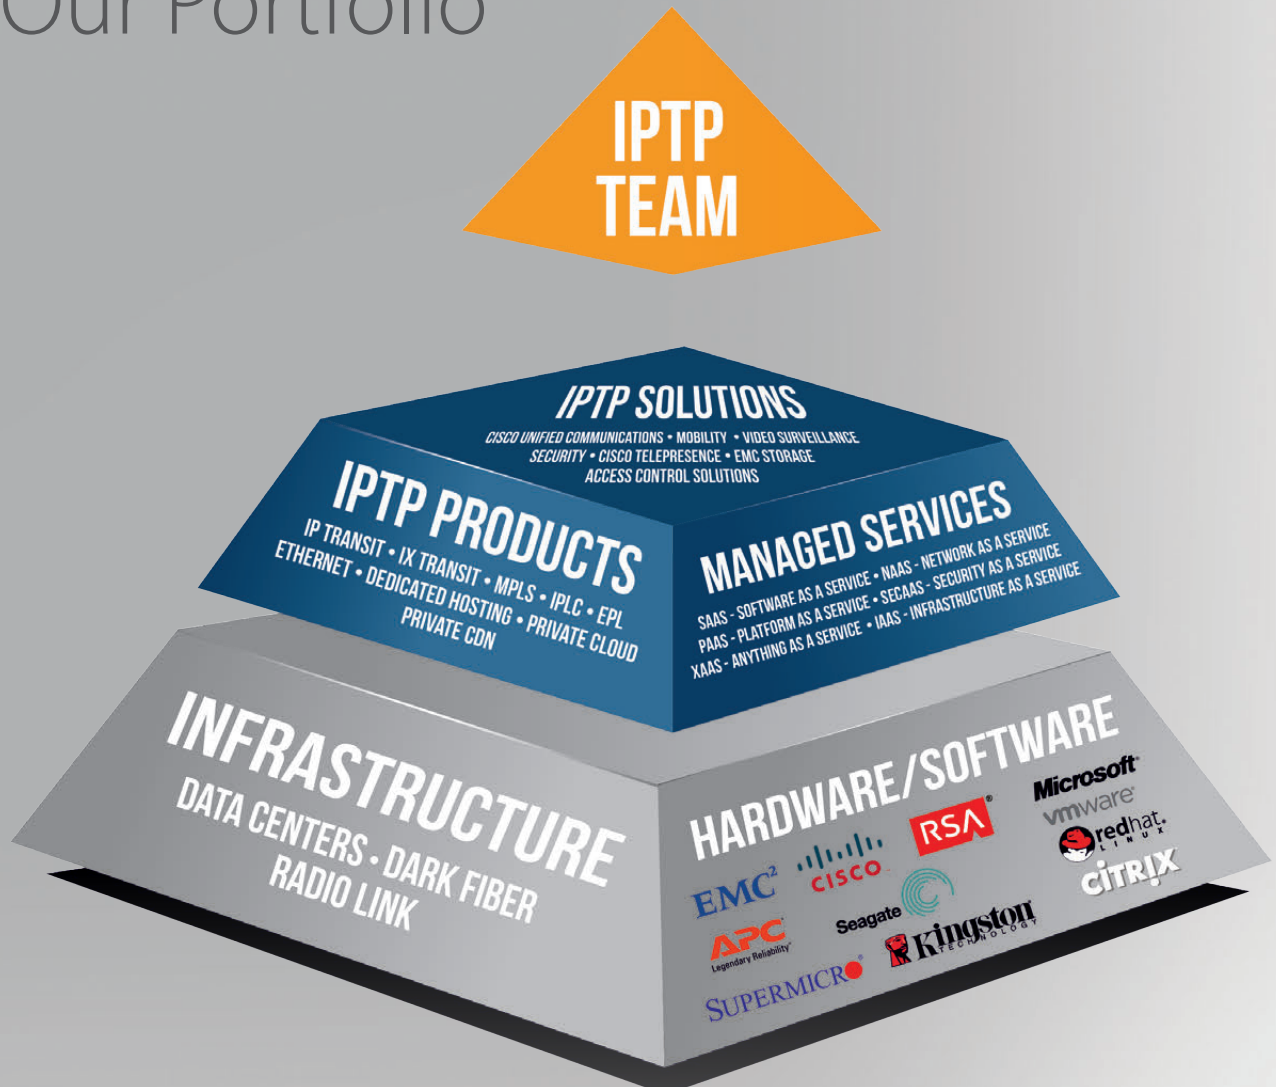 Our Portfolio
IPTP
TEAM
IPTP SOLUTIONS
CISCO UNIFIED COMMUNICATIONS • MOBILITY • VIDEO SURVEILLANCE
SECURITY • CISCO TELEPRESENCE • EMC STORAGE
ACCESS CONTROL SOLUTIONS
IPTP PRODUCTS
IP TRANSIT • IX TRANSIT • MPLS • IPLC • EPL
ETHERNET • DEDICATED HOSTING • PRIVATE CLOUD
PRIVATE CDN
MANAGED SERVICES
SAAS - SOFTWARE AS A SERVICE • NAAS - NETWORK AS A SERVICE
PAAS - PLATFORM AS A SERVICE • SECAAS - SECURITY AS A SERVICE
XAAS - ANYTHING AS A SERVICE • IAAS - INFRASTRUCTURE AS A SERVICE
INFRASTRUCTURE
DATA CENTERS • DARK FIBER
RADIO LINK
HARDWARE/SOFTWARE
EMC²
CISCO
RSA®
Microsoft®
vmware®
redhat.
LINUX
CİTRIX
APC®
Legendary Reliability®
Seagate
Kingston
TECHNOLOGY
SUPERMICRO®